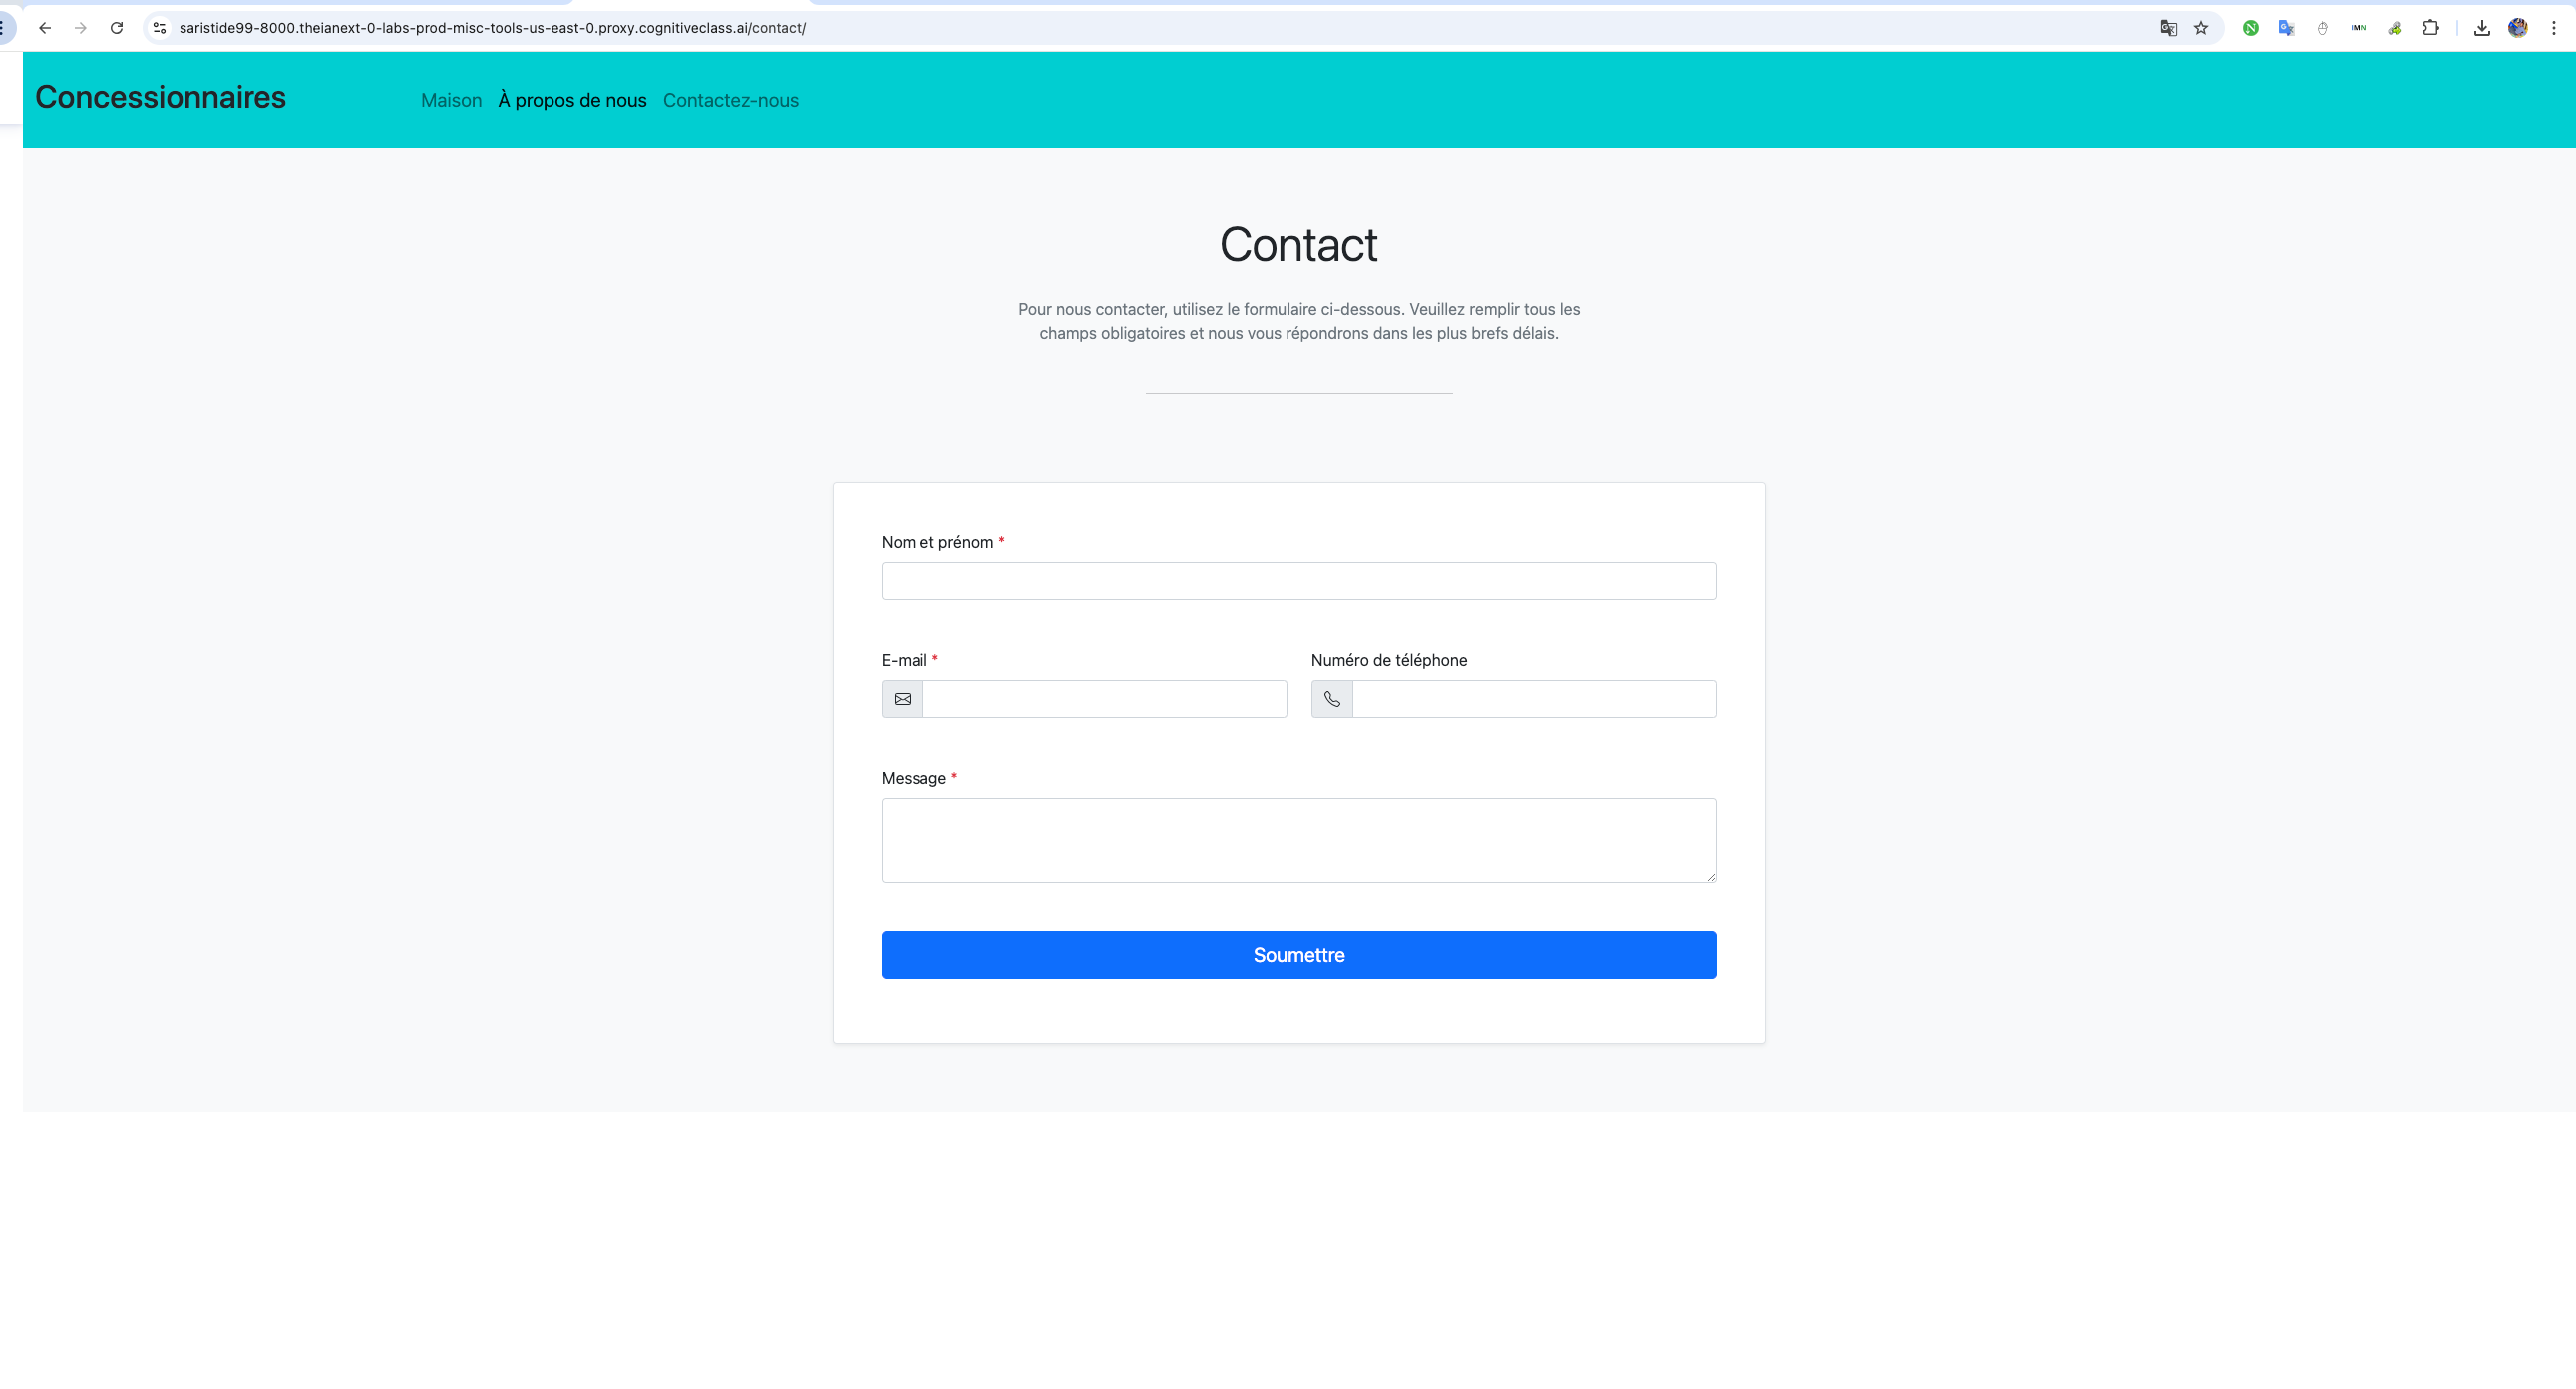 saristide99-8000.theianext-0-labs-prod-misc-tools-us-east-0.proxy.cognitiveclass.ai/contact/
Concessionnaires
Maison À propos de nous Contactez-nous
Contact
Pour nous contacter, utilisez le formulaire ci-dessous. Veuillez remplir tous les
champs obligatoires et nous vous répondrons dans les plus brefs délais.
Nom et prénom *
E-mail * Numéro de téléphone
Message *
Soumettre